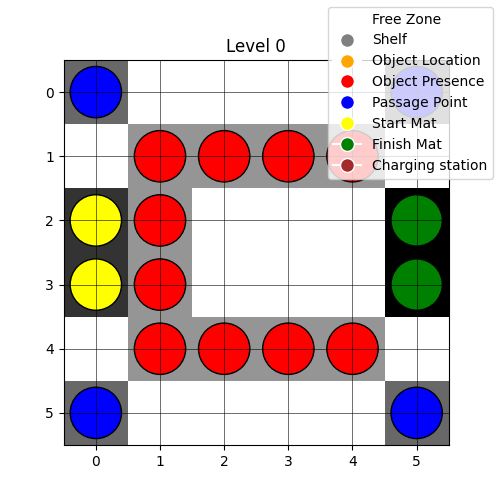 Level 0
Free Zone
Shelf
Object Location
Object Presence
Passage Point
Start Mat
Finish Mat
Charging station
0
1
2
3
4
5
0 1 2 3 4 5